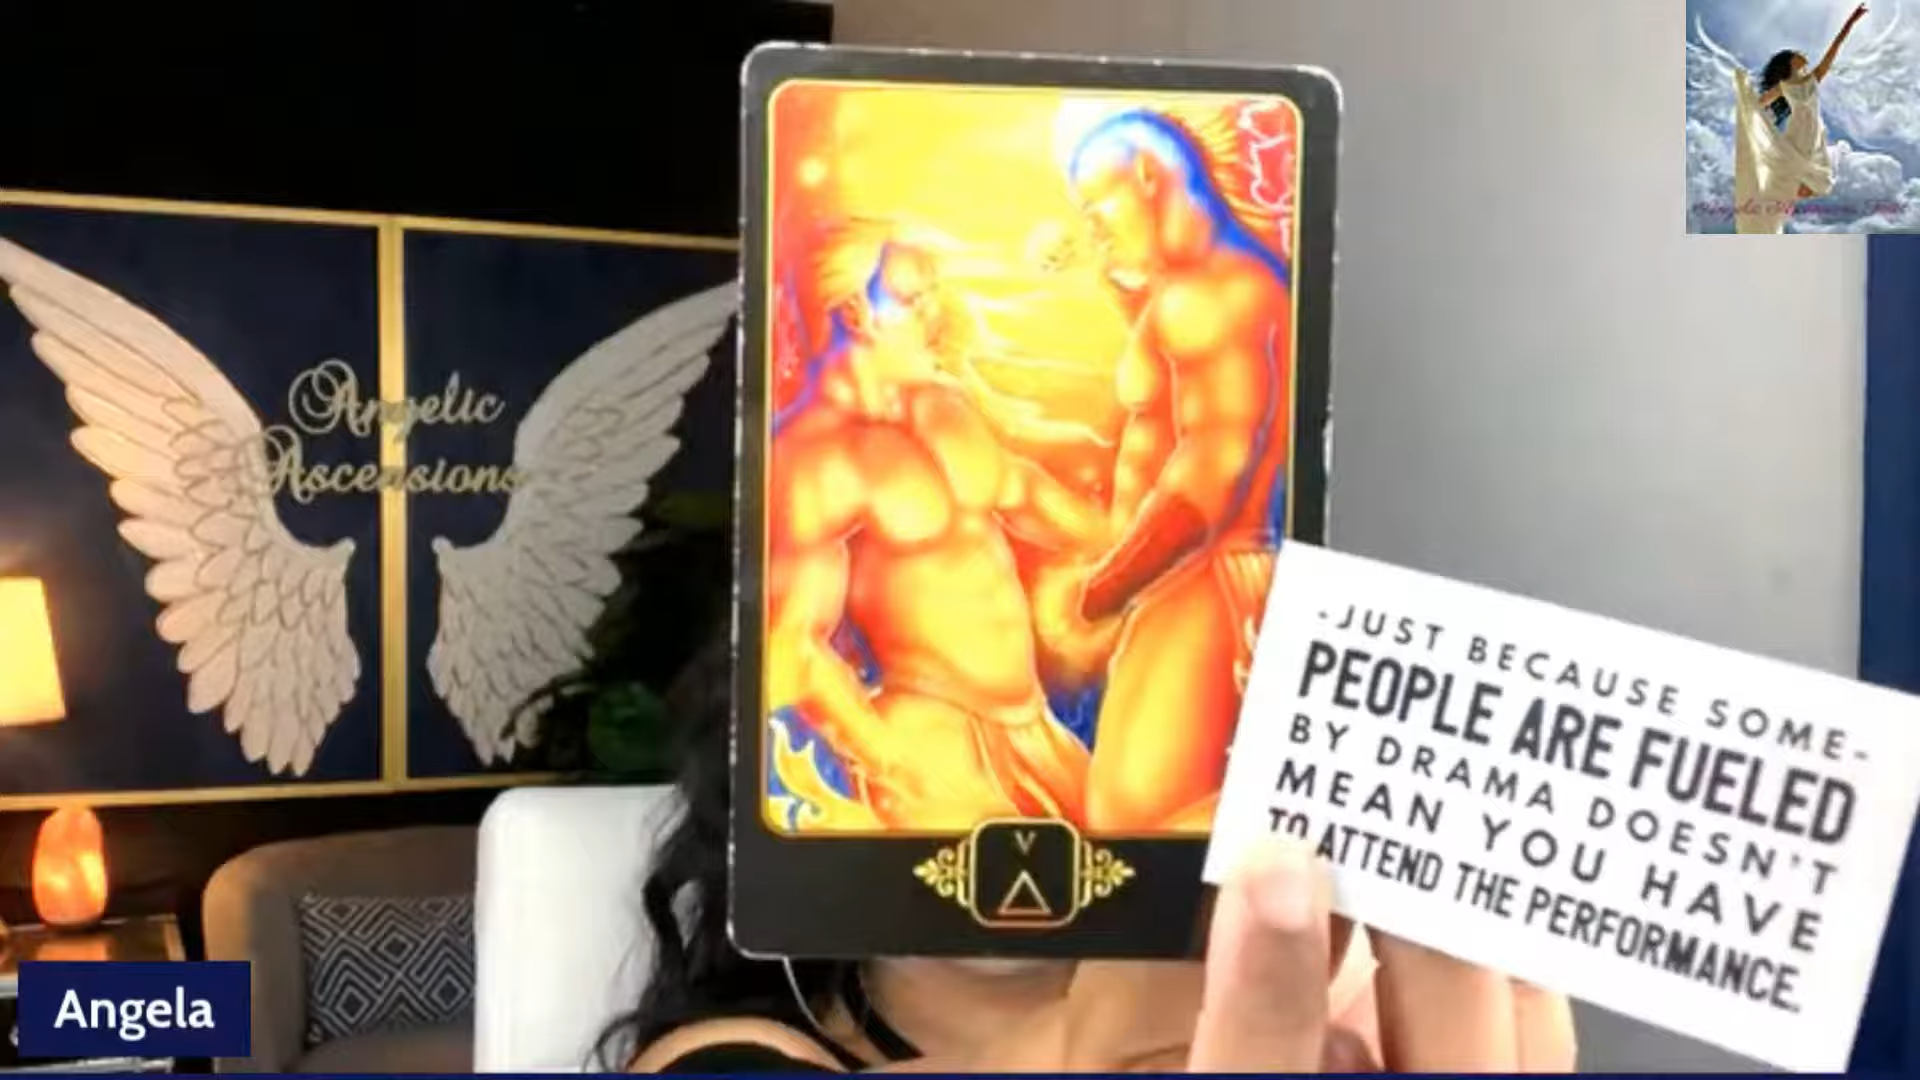 Angelic
Ascensions
V
-JUST BECAUSE SOME-
PEOPLE ARE FUELED
BY DRAMA DOESN'T
MEAN YOU HAVE
TO ATTEND THE PERFORMANCE.
Angela